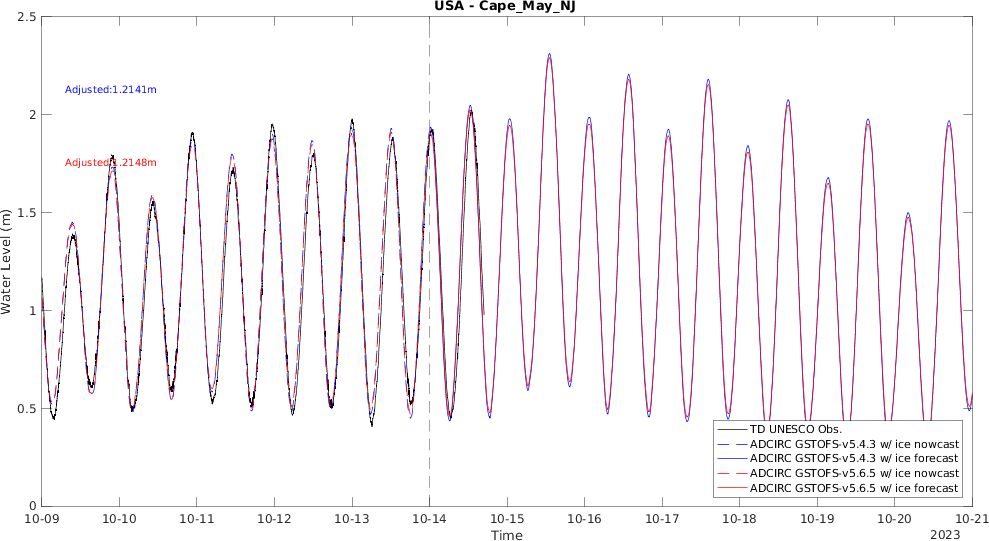 USA - Cape_May_NJ
2.5
Adjusted:1.2141m
2
Adjusted:1.2148m
1.5
Water Level (m)
1
0.5
TD UNESCO Obs.
ADCIRC GSTOFS-v5.4.3 w/ ice nowcast
ADCIRC GSTOFS-v5.4.3 w/ ice forecast
ADCIRC GSTOFS-v5.6.5 w/ ice nowcast
ADCIRC GSTOFS-v5.6.5 w/ ice forecast
0
10-09 10-10 10-11 10-12 10-13 10-14 10-15 10-16 10-17 10-18 10-19 10-20 10-21
Time
2023